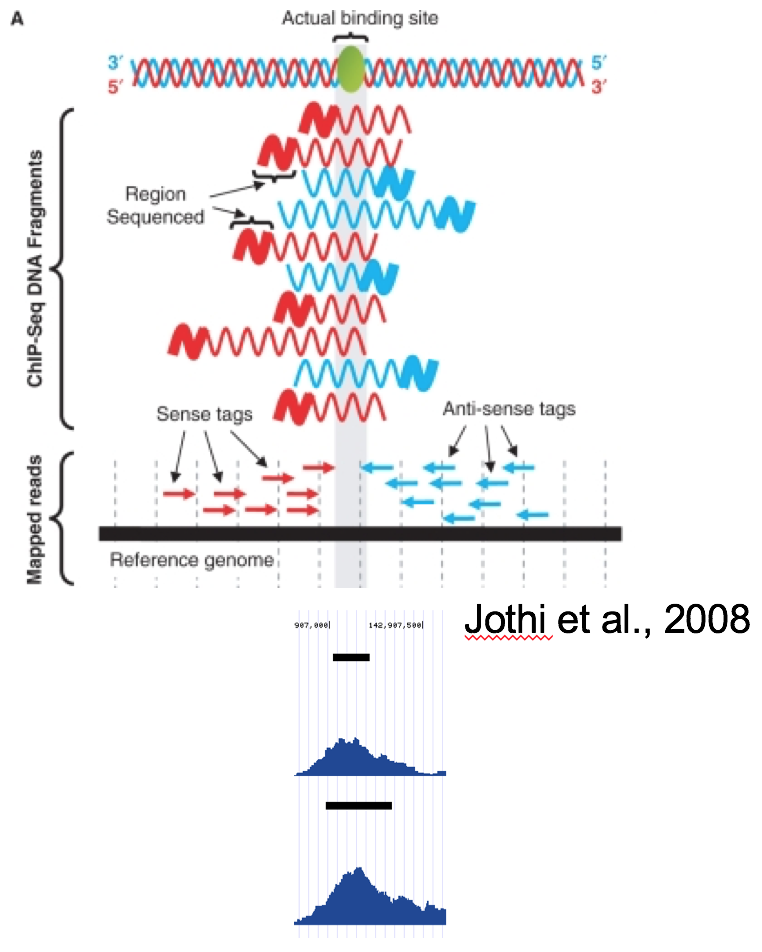 A
Actual binding site
3′
5′
5′
3′
Region
Sequenced
ChIP-Seq DNA Fragments
Sense tags
Anti-sense tags
Mapped reads
Reference genome
Jothi et al., 2008
907,000|
142,907,500|